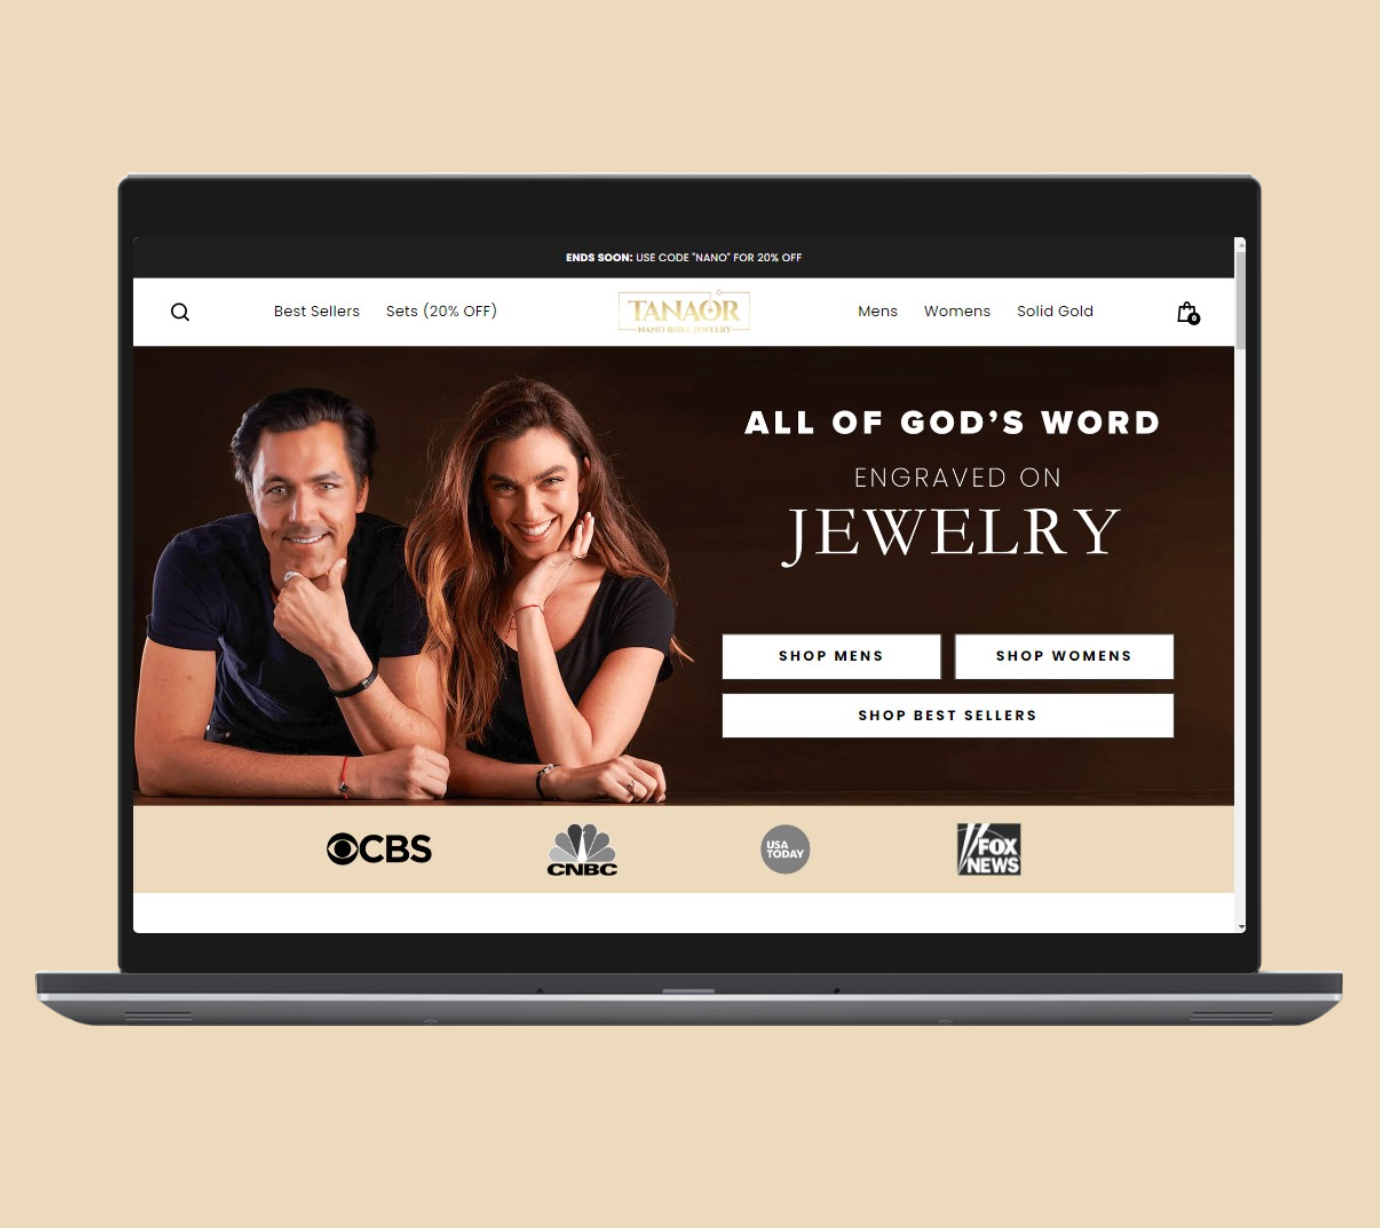 ENDS SOON: USE CODE "NANO" FOR 20% OFF
Best Sellers Sets (20% OFF)
TANAOR
NANO BIBLE JEWELRY
Mens Womens Solid Gold
0
ALL OF GOD'S WORD
ENGRAVED ON
JEWELRY
SHOP MENS SHOP WOMENS
SHOP BEST SELLERS
CBS
CNBC
USA
TODAY
FOX
NEWS